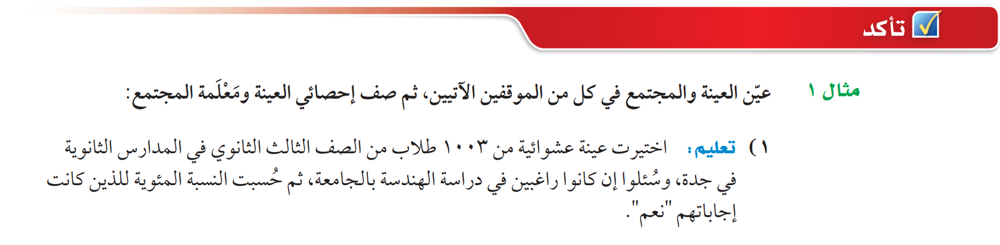 تأكد
مثال ١ عيّن العينة والمجتمع في كل من الموقفين الآتيين، ثم صف إحصائي العينة ومَعْلَمة المجتمع:
١) تعليم: اختيرت عينة عشوائية من ١٠٠٣ طلاب من الصف الثالث الثانوي في المدارس الثانوية
في جدة، وسُئلوا إن كانوا راغبين في دراسة الهندسة بالجامعة، ثم حُسبت النسبة المئوية للذين كانت
إجاباتهم "نعم".